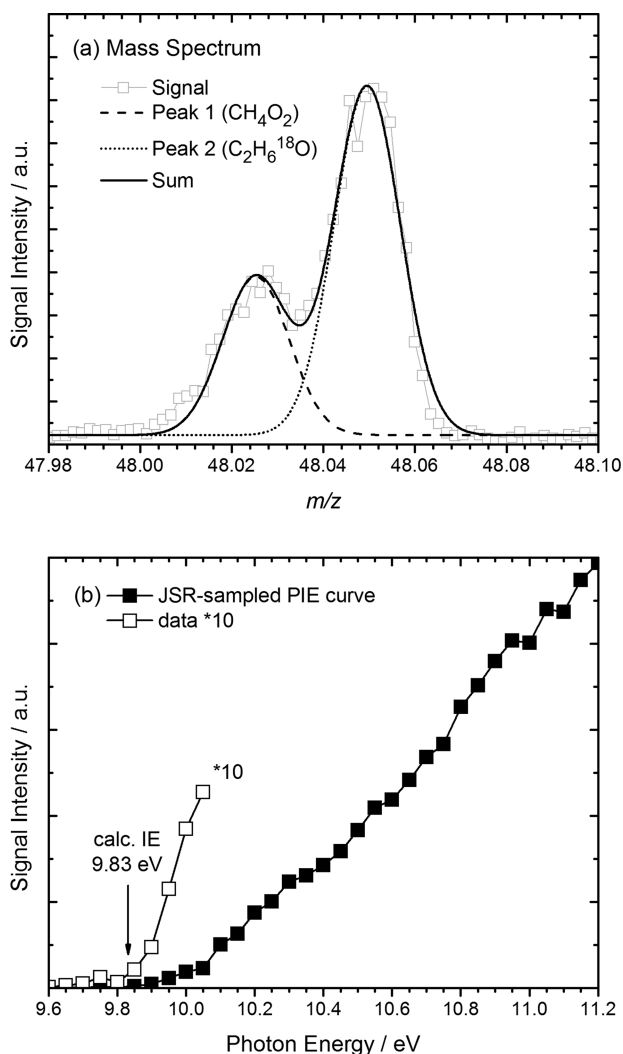 (a) Mass Spectrum
Signal
Peak 1 (CH₄O₂)
Peak 2 (C₂H₆¹⁸O)
Sum
Signal Intensity / a.u.
47.98 48.00 48.02 48.04 48.06 48.08 48.10
m/z
(b) JSR-sampled PIE curve
data *10
*10
calc. IE
9.83 eV
Signal Intensity / a.u.
9.6 9.8 10.0 10.2 10.4 10.6 10.8 11.0 11.2
Photon Energy / eV